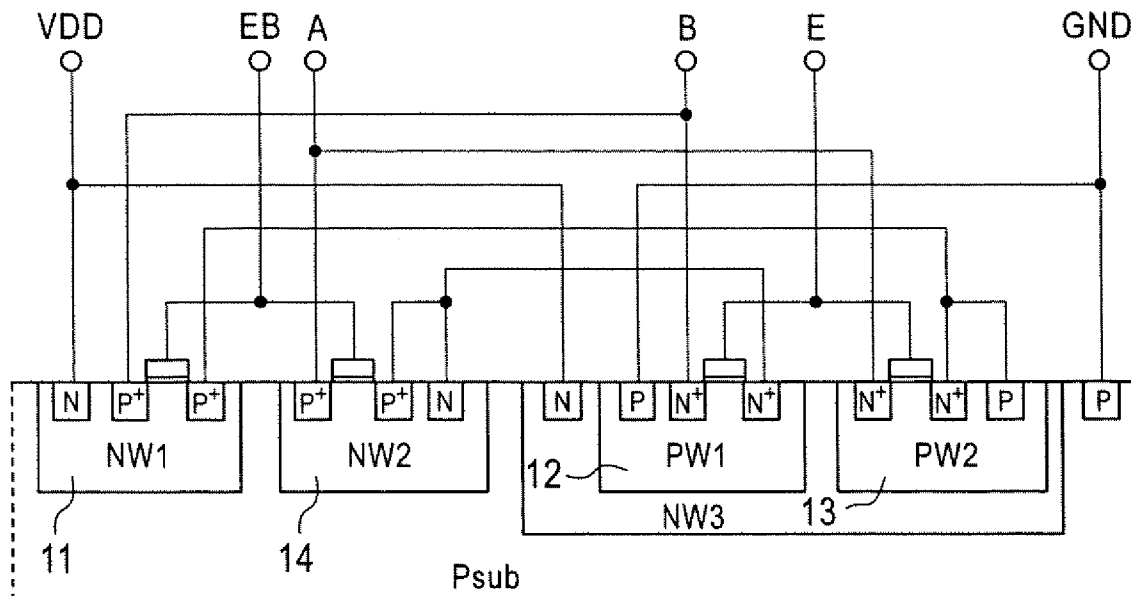 VDD EB A B E GND
N P+ P+ P+ P+ N N P N+ N+ N+ N+ P P
NW1 NW2 PW1 PW2
12 NW3 13
11 14
Psub